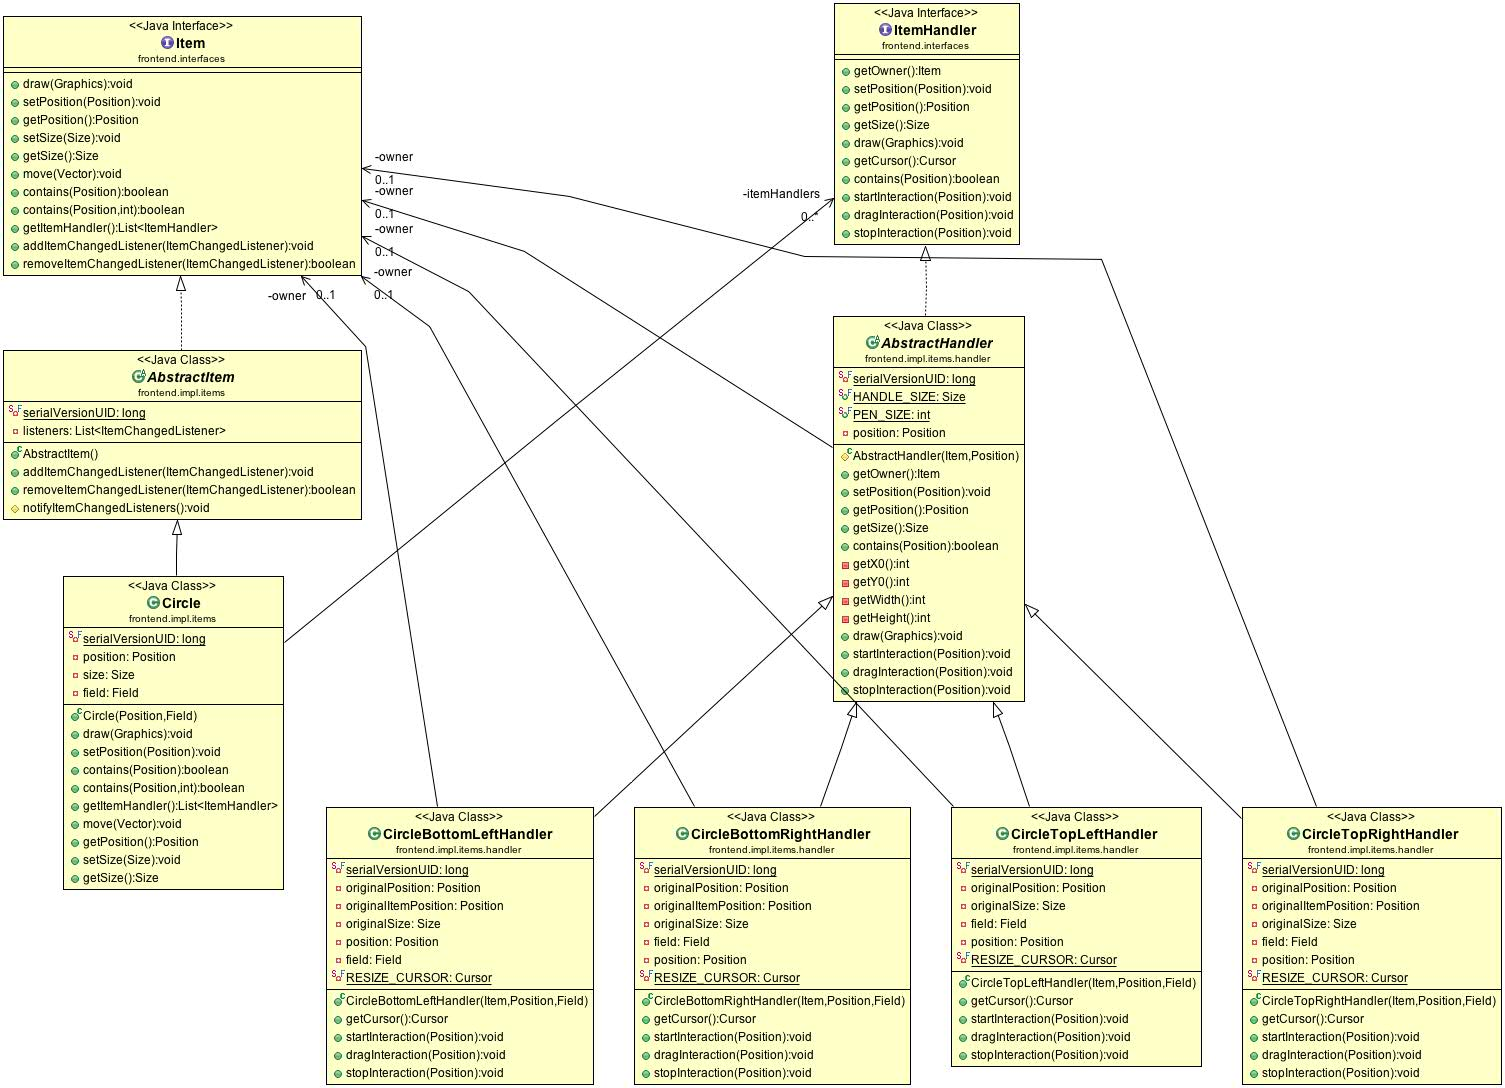 <<Java Interface>>
Item
frontend.interfaces
draw(Graphics):void
setPosition(Position):void
getPosition():Position
setSize(Size):void
getSize():Size
move(Vector):void
contains(Position):boolean
contains(Position,int):boolean
getItemHandler():List<ItemHandler>
addItemChangedListener(ItemChangedListener):void
removeItemChangedListener(ItemChangedListener):boolean
<<Java Interface>>
ItemHandler
frontend.interfaces
getOwner():Item
setPosition(Position):void
getPosition():Position
getSize():Size
draw(Graphics):void
getCursor():Cursor
contains(Position):boolean
startInteraction(Position):void
dragInteraction(Position):void
stopInteraction(Position):void
-owner
0..1
-owner
0..1
-owner
0..1
-owner
0..1
-owner
0..1
-itemHandlers
0..*
<<Java Class>>
AbstractItem
frontend.impl.items
serialVersionUID: long
listeners: List<ItemChangedListener>
AbstractItem()
addItemChangedListener(ItemChangedListener):void
removeItemChangedListener(ItemChangedListener):boolean
notifyItemChangedListeners():void
<<Java Class>>
AbstractHandler
frontend.impl.items.handler
serialVersionUID: long
HANDLE_SIZE: Size
PEN_SIZE: int
position: Position
AbstractHandler(Item,Position)
getOwner():Item
setPosition(Position):void
getPosition():Position
getSize():Size
contains(Position):boolean
getX0():int
getY0():int
getWidth():int
getHeight():int
draw(Graphics):void
startInteraction(Position):void
dragInteraction(Position):void
stopInteraction(Position):void
<<Java Class>>
Circle
frontend.impl.items
serialVersionUID: long
position: Position
size: Size
field: Field
Circle(Position,Field)
draw(Graphics):void
setPosition(Position):void
contains(Position):boolean
contains(Position,int):boolean
getItemHandler():List<ItemHandler>
move(Vector):void
getPosition():Position
setSize(Size):void
getSize():Size
<<Java Class>>
CircleBottomLeftHandler
frontend.impl.items.handler
serialVersionUID: long
originalPosition: Position
originalItemPosition: Position
originalSize: Size
position: Position
field: Field
RESIZE_CURSOR: Cursor
CircleBottomLeftHandler(Item,Position,Field)
getCursor():Cursor
startInteraction(Position):void
dragInteraction(Position):void
stopInteraction(Position):void
<<Java Class>>
CircleBottomRightHandler
frontend.impl.items.handler
serialVersionUID: long
originalPosition: Position
originalItemPosition: Position
originalSize: Size
field: Field
position: Position
RESIZE_CURSOR: Cursor
CircleBottomRightHandler(Item,Position,Field)
getCursor():Cursor
startInteraction(Position):void
dragInteraction(Position):void
stopInteraction(Position):void
<<Java Class>>
CircleTopLeftHandler
frontend.impl.items.handler
serialVersionUID: long
originalPosition: Position
originalSize: Size
field: Field
position: Position
RESIZE_CURSOR: Cursor
CircleTopLeftHandler(Item,Position,Field)
getCursor():Cursor
startInteraction(Position):void
dragInteraction(Position):void
stopInteraction(Position):void
<<Java Class>>
CircleTopRightHandler
frontend.impl.items.handler
serialVersionUID: long
originalPosition: Position
originalItemPosition: Position
originalSize: Size
field: Field
position: Position
RESIZE_CURSOR: Cursor
CircleTopRightHandler(Item,Position,Field)
getCursor():Cursor
startInteraction(Position):void
dragInteraction(Position):void
stopInteraction(Position):void